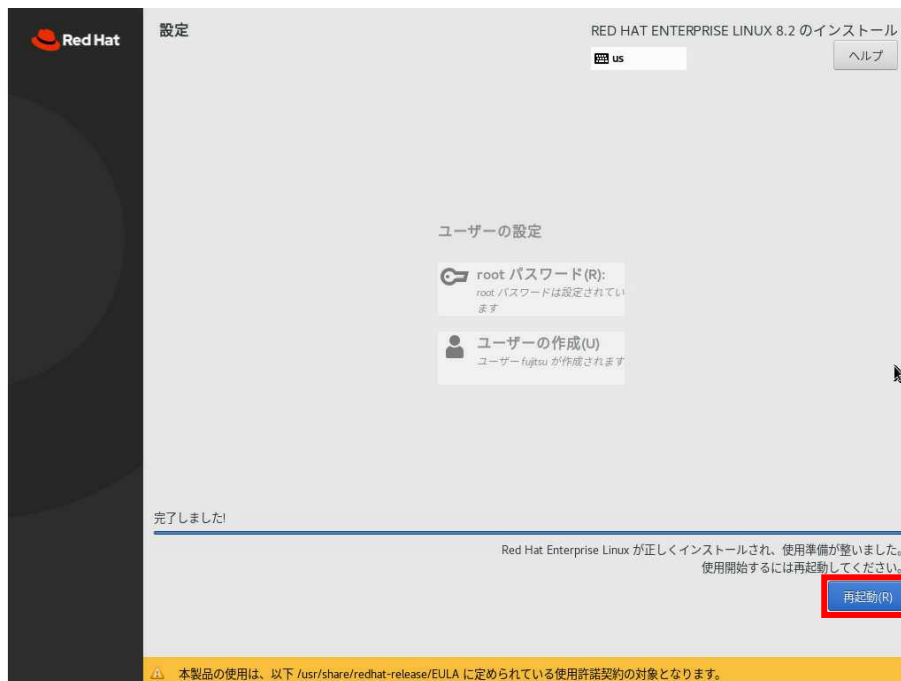 Red Hat
設定
RED HAT ENTERPRISE LINUX 8.2 のインストール
us
ヘルプ
ユーザーの設定
root パスワード(R):
root パスワードは設定されてい
ます
ユーザーの作成(U)
ユーザー fujitsu が作成されます
完了しました!
Red Hat Enterprise Linux が正しくインストールされ、使用準備が整いました。
使用開始するには再起動してください。
再起動(R)
本製品の使用は、以下 /usr/share/redhat-release/EULA に定められている使用許諾契約の対象となります。